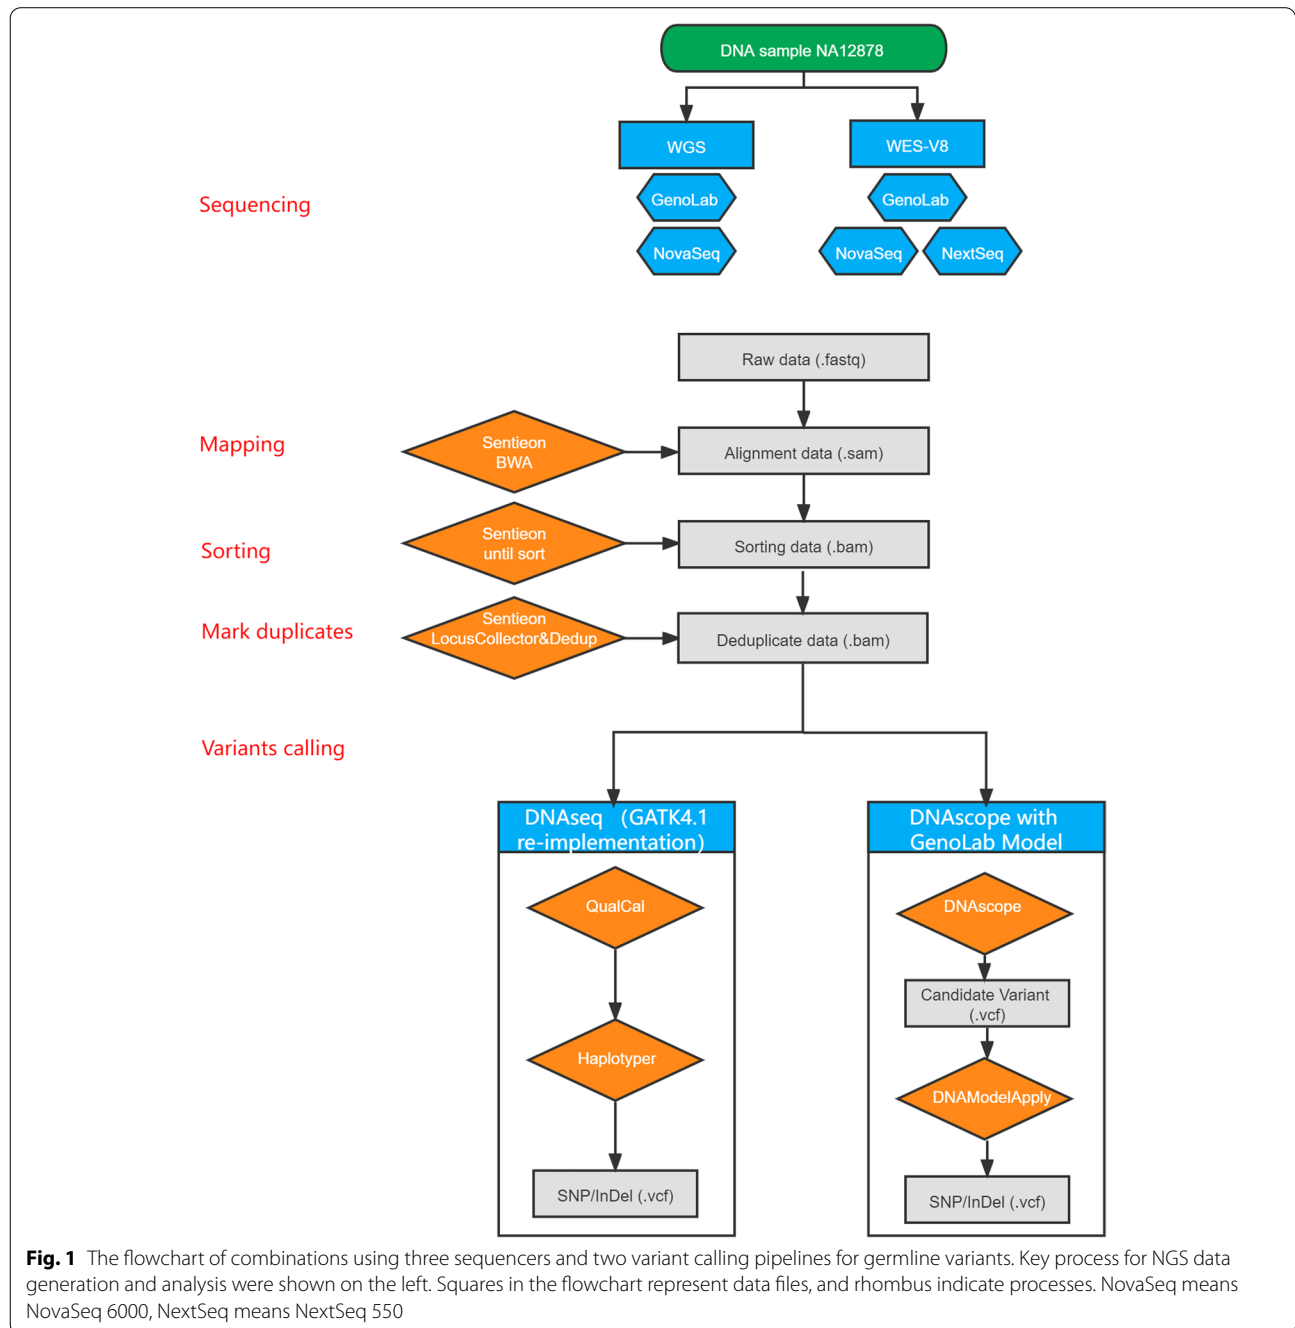 DNA sample NA12878
WGS
WES-V8
Sequencing
GenoLab
GenoLab
NovaSeq
NovaSeq
NextSeq
Raw data (.fastq)
Mapping
Sentieon
BWA
Alignment data (.sam)
Sorting
Sentieon
until sort
Sorting data (.bam)
Mark duplicates
Sentieon
LocusCollector&Dedup
Deduplicate data (.bam)
Variants calling
DNAseq （GATK4.1
re-implementation）
QualCal
Haplotyper
SNP/InDel (.vcf)
DNAscope with
GenoLab Model
DNAscope
Candidate Variant
(.vcf)
DNAModelApply
SNP/InDel (.vcf)
Fig. 1 The flowchart of combinations using three sequencers and two variant calling pipelines for germline variants. Key process for NGS data
generation and analysis were shown on the left. Squares in the flowchart represent data files, and rhombus indicate processes. NovaSeq means
NovaSeq 6000, NextSeq means NextSeq 550